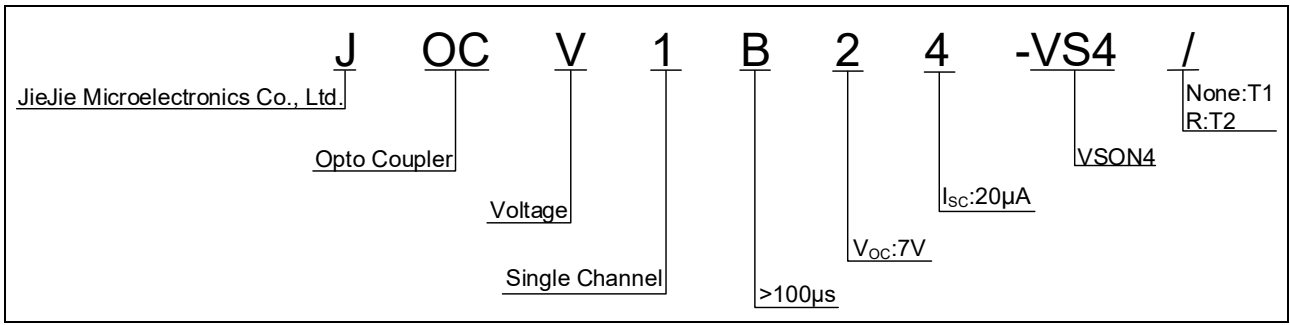 J OC V 1 B 2 4 -VS4 /
JieJie Microelectronics Co., Ltd.
None:T1
R:T2
Opto Coupler
VSON4
Voltage
ISC:20µA
Single Channel
VOC:7V
>100µs